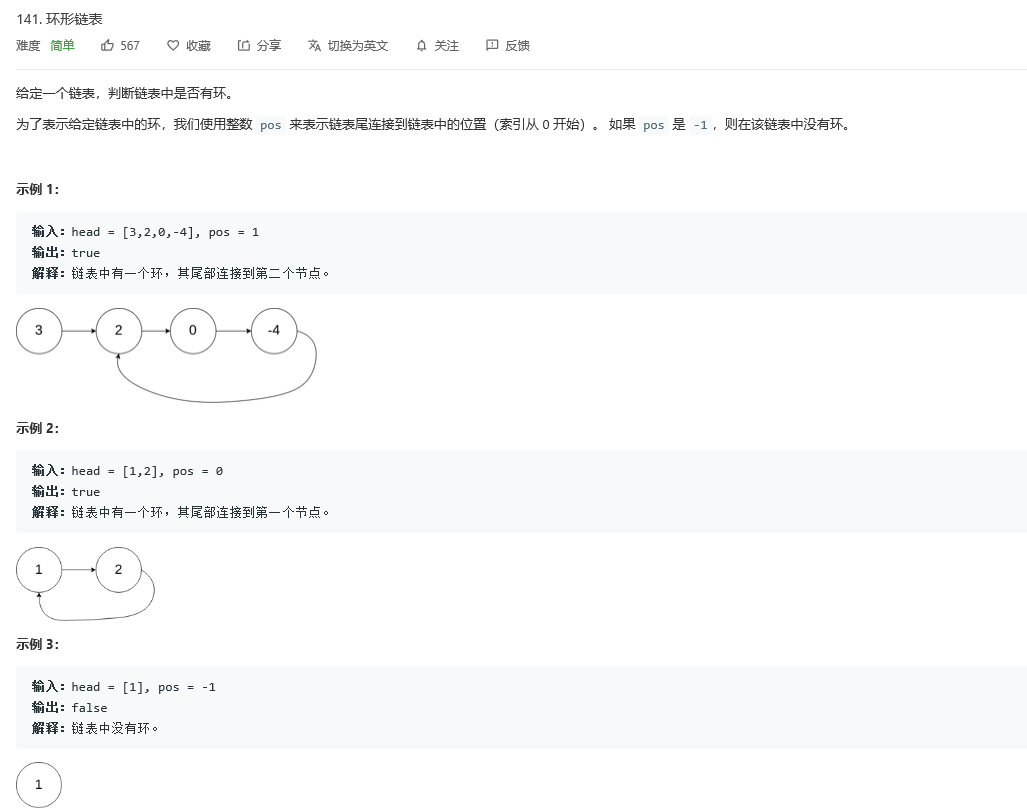 141. 环形链表
难度 简单 567 收藏 分享 切换为英文 关注 反馈
给定一个链表，判断链表中是否有环。
为了表示给定链表中的环，我们使用整数 pos 来表示链表尾连接到链表中的位置（索引从 0 开始）。 如果 pos 是 -1，则在该链表中没有环。
示例 1：
输入：head = [3,2,0,-4], pos = 1
输出：true
解释：链表中有一个环，其尾部连接到第二个节点。
3 2 0 -4
示例 2：
输入：head = [1,2], pos = 0
输出：true
解释：链表中有一个环，其尾部连接到第一个节点。
1 2
示例 3：
输入：head = [1], pos = -1
输出：false
解释：链表中没有环。
1